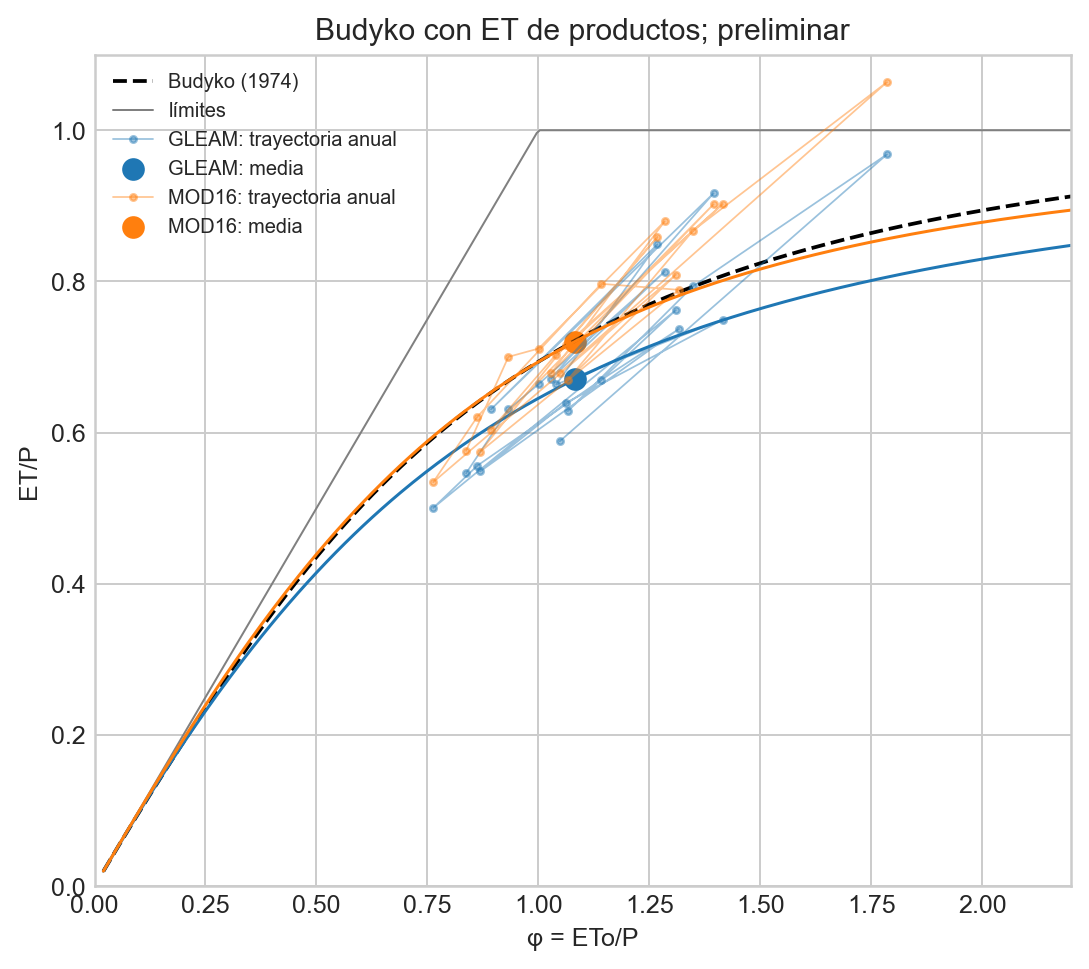 Budyko con ET de productos; preliminar
Budyko (1974)
límites
GLEAM: trayectoria anual
GLEAM: media
MOD16: trayectoria anual
MOD16: media
ET/P
1.0
0.8
0.6
0.4
0.2
0.0
0.00 0.25 0.50 0.75 1.00 1.25 1.50 1.75 2.00
φ = ETo/P